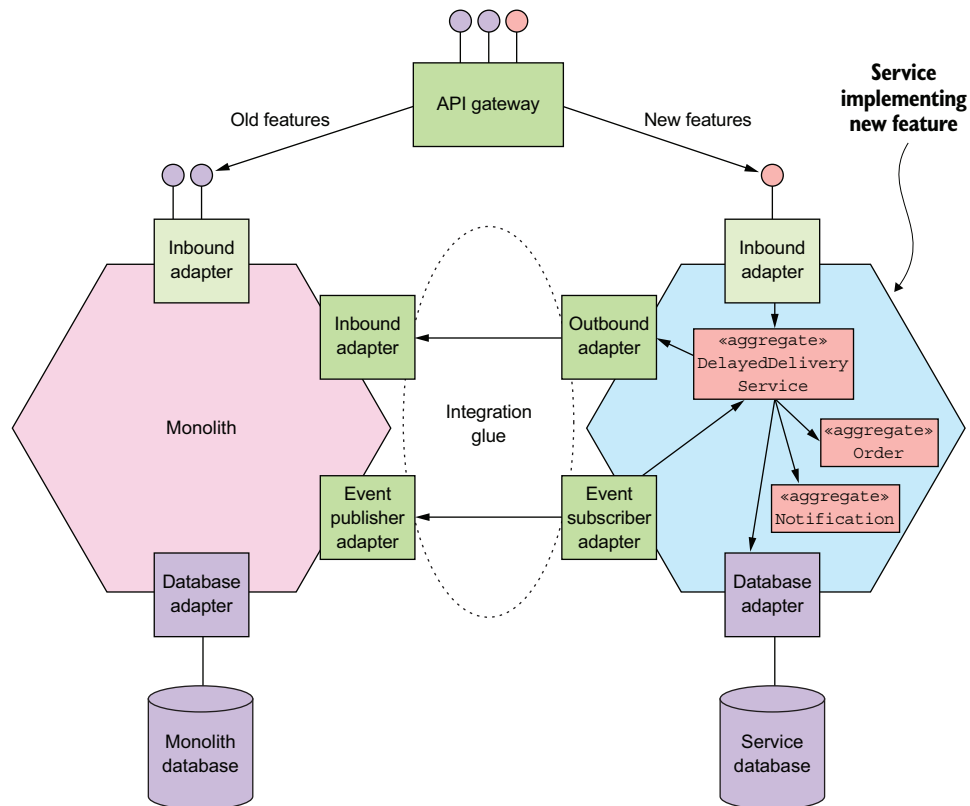 API gateway
Service
implementing
new feature
Old features
New features
Inbound
adapter
Inbound
adapter
Inbound
adapter
Outbound
adapter
«aggregate»
DelayedDelivery
Service
Monolith
Integration
glue
«aggregate»
Order
Event
publisher
adapter
Event
subscriber
adapter
«aggregate»
Notification
Database
adapter
Database
adapter
Monolith
database
Service
database